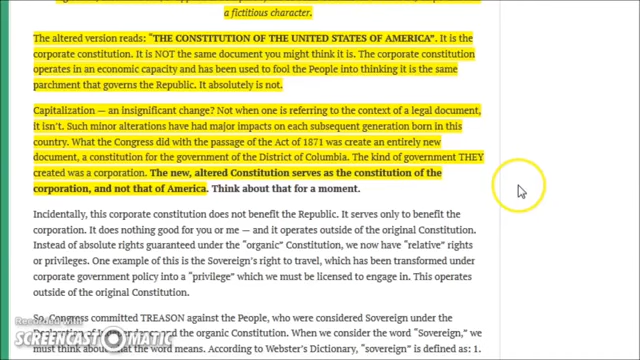 a fictitious character.
The altered version reads: "THE CONSTITUTION OF THE UNITED STATES OF AMERICA". It is the
corporate constitution. It is NOT the same document you might think it is. The corporate constitution
operates in an economic capacity and has been used to fool the People into thinking it is the same
parchment that governs the Republic. It absolutely is not.
Capitalization — an insignificant change? Not when one is referring to the context of a legal document,
it isn't. Such minor alterations have had major impacts on each subsequent generation born in this
country. What the Congress did with the passage of the Act of 1871 was create an entirely new
document, a constitution for the government of the District of Columbia. The kind of government THEY
created was a corporation. The new, altered Constitution serves as the constitution of the
corporation, and not that of America. Think about that for a moment.
Incidentally, this corporate constitution does not benefit the Republic. It serves only to benefit the
corporation. It does nothing good for you or me — and it operates outside of the original Constitution.
Instead of absolute rights guaranteed under the "organic" Constitution, we now have "relative" rights
or privileges. One example of this is the Sovereign's right to travel, which has been transformed under
corporate government policy into a "privilege" which we must be licensed to engage in. This operates
outside of the original Constitution.
So, Congress committed TREASON against the People, who were considered Sovereign under the
Declaration of Independence and the organic Constitution. When we consider the word "Sovereign," we
must think about what the word means. According to Webster's Dictionary, "sovereign" is defined as: 1.
Recorded with
SCREENCAST MATIC